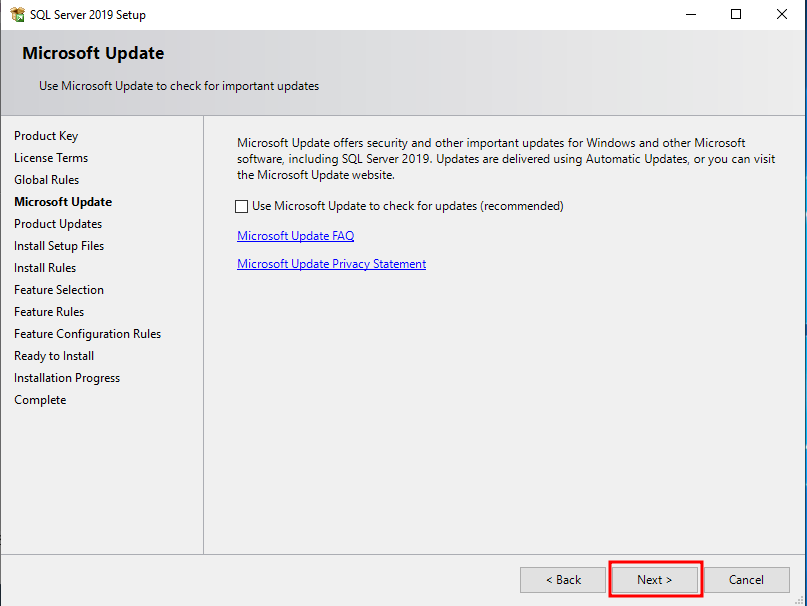 SQL Server 2019 Setup
Microsoft Update
Use Microsoft Update to check for important updates
Product Key
License Terms
Global Rules
Microsoft Update
Product Updates
Install Setup Files
Install Rules
Feature Selection
Feature Rules
Feature Configuration Rules
Ready to Install
Installation Progress
Complete
Microsoft Update offers security and other important updates for Windows and other Microsoft
software, including SQL Server 2019. Updates are delivered using Automatic Updates, or you can visit
the Microsoft Update website.
Use Microsoft Update to check for updates (recommended)
Microsoft Update FAQ
Microsoft Update Privacy Statement
< Back
Next >
Cancel